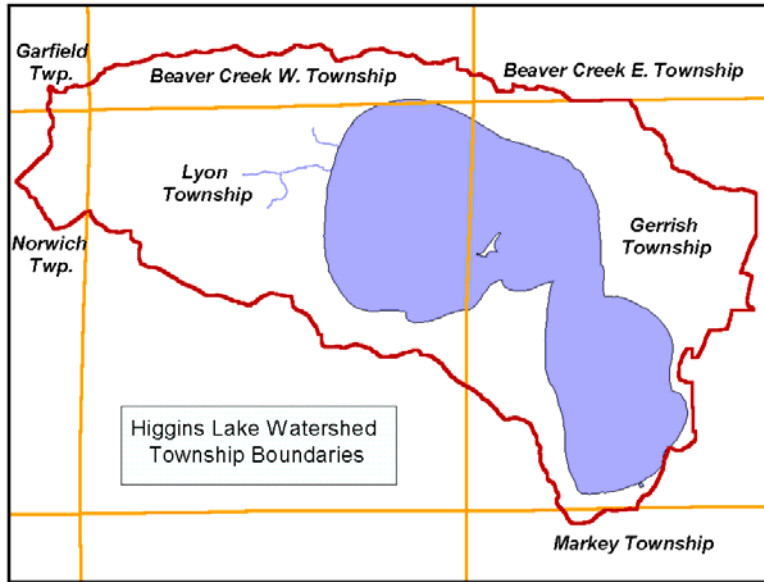 Garfield
Twp.
Beaver Creek W. Township
Beaver Creek E. Township
Lyon
Township
Gerrish
Township
Norwich
Twp.
Higgins Lake Watershed
Township Boundaries
Markey Township